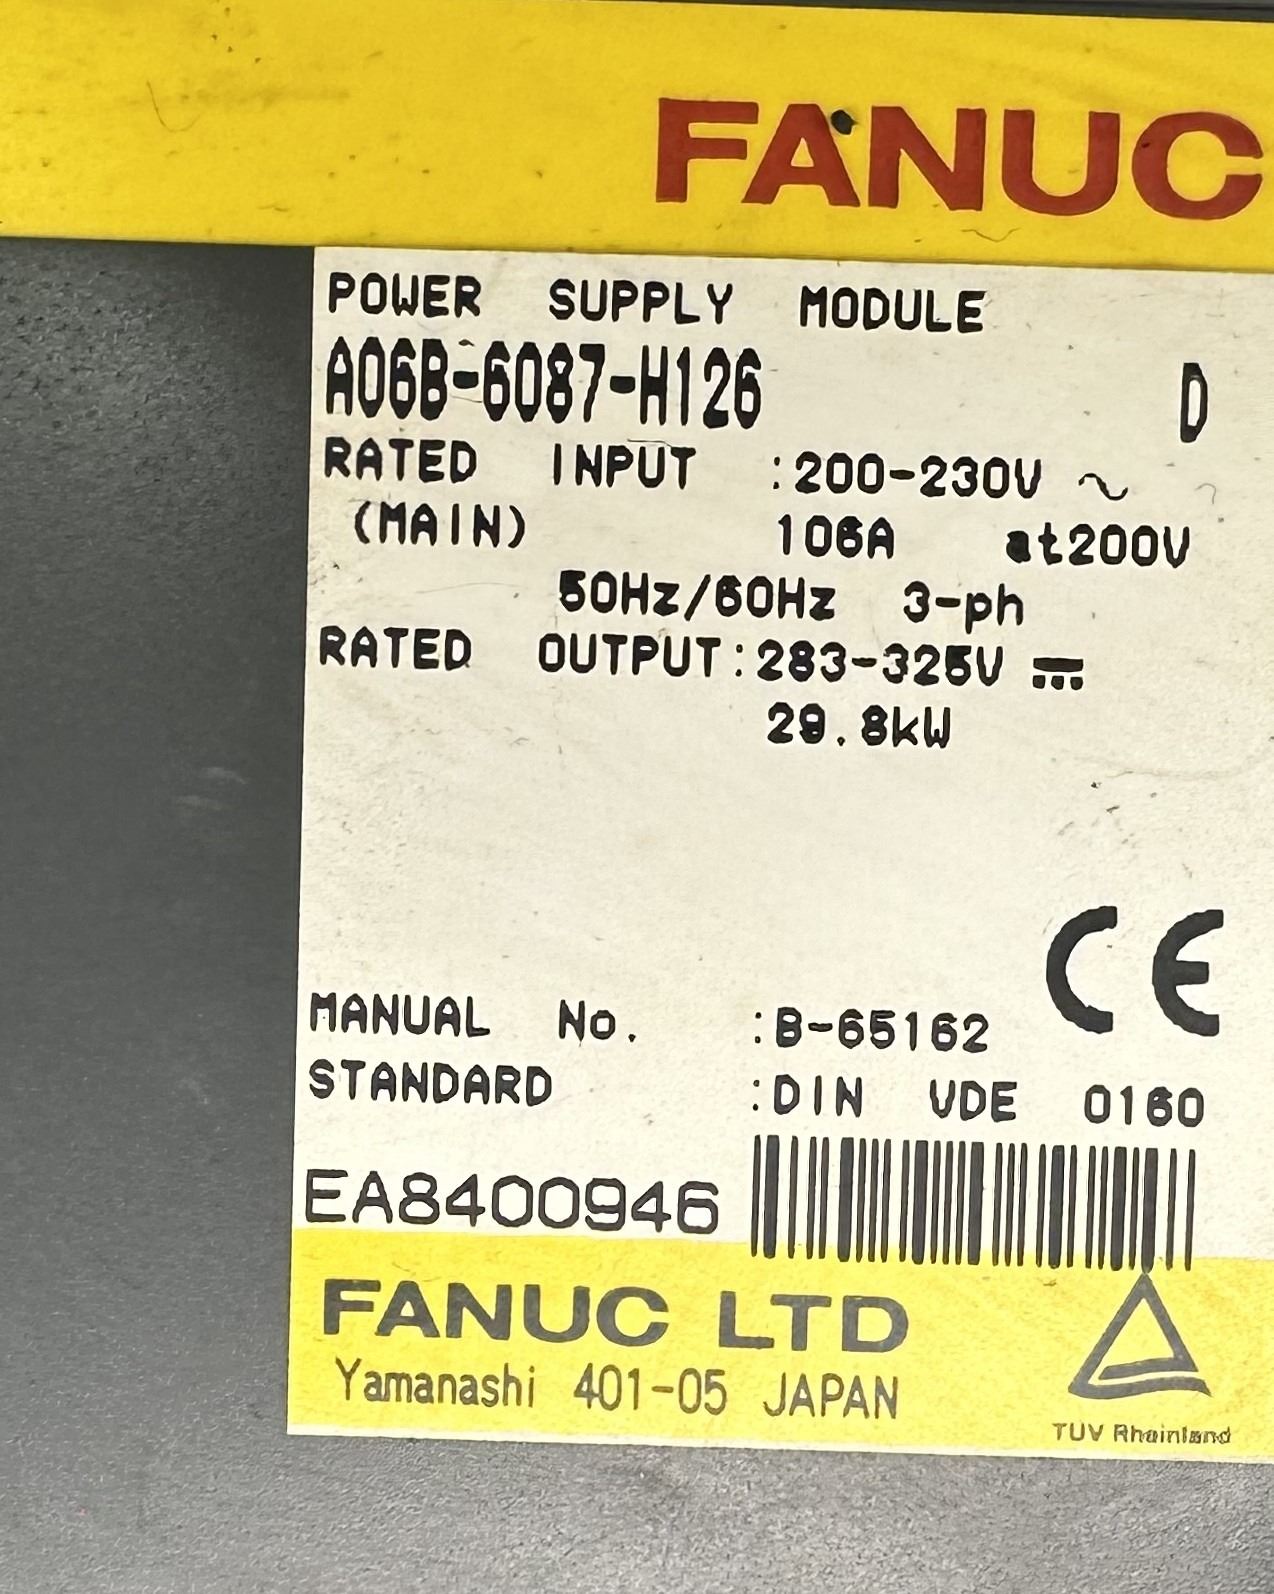 FANUC
POWER SUPPLY MODULE
A06B-6087-H126 D
RATED INPUT :200-230V ~
(MAIN) 106A at200V
50Hz/60Hz 3-ph
RATED OUTPUT:283-325V ⎓
29.8kW
CE
MANUAL No. :B-65162
STANDARD :DIN VDE 0160
EA8400946
FANUC LTD
Yamanashi 401-05 JAPAN
TUV Rheinland